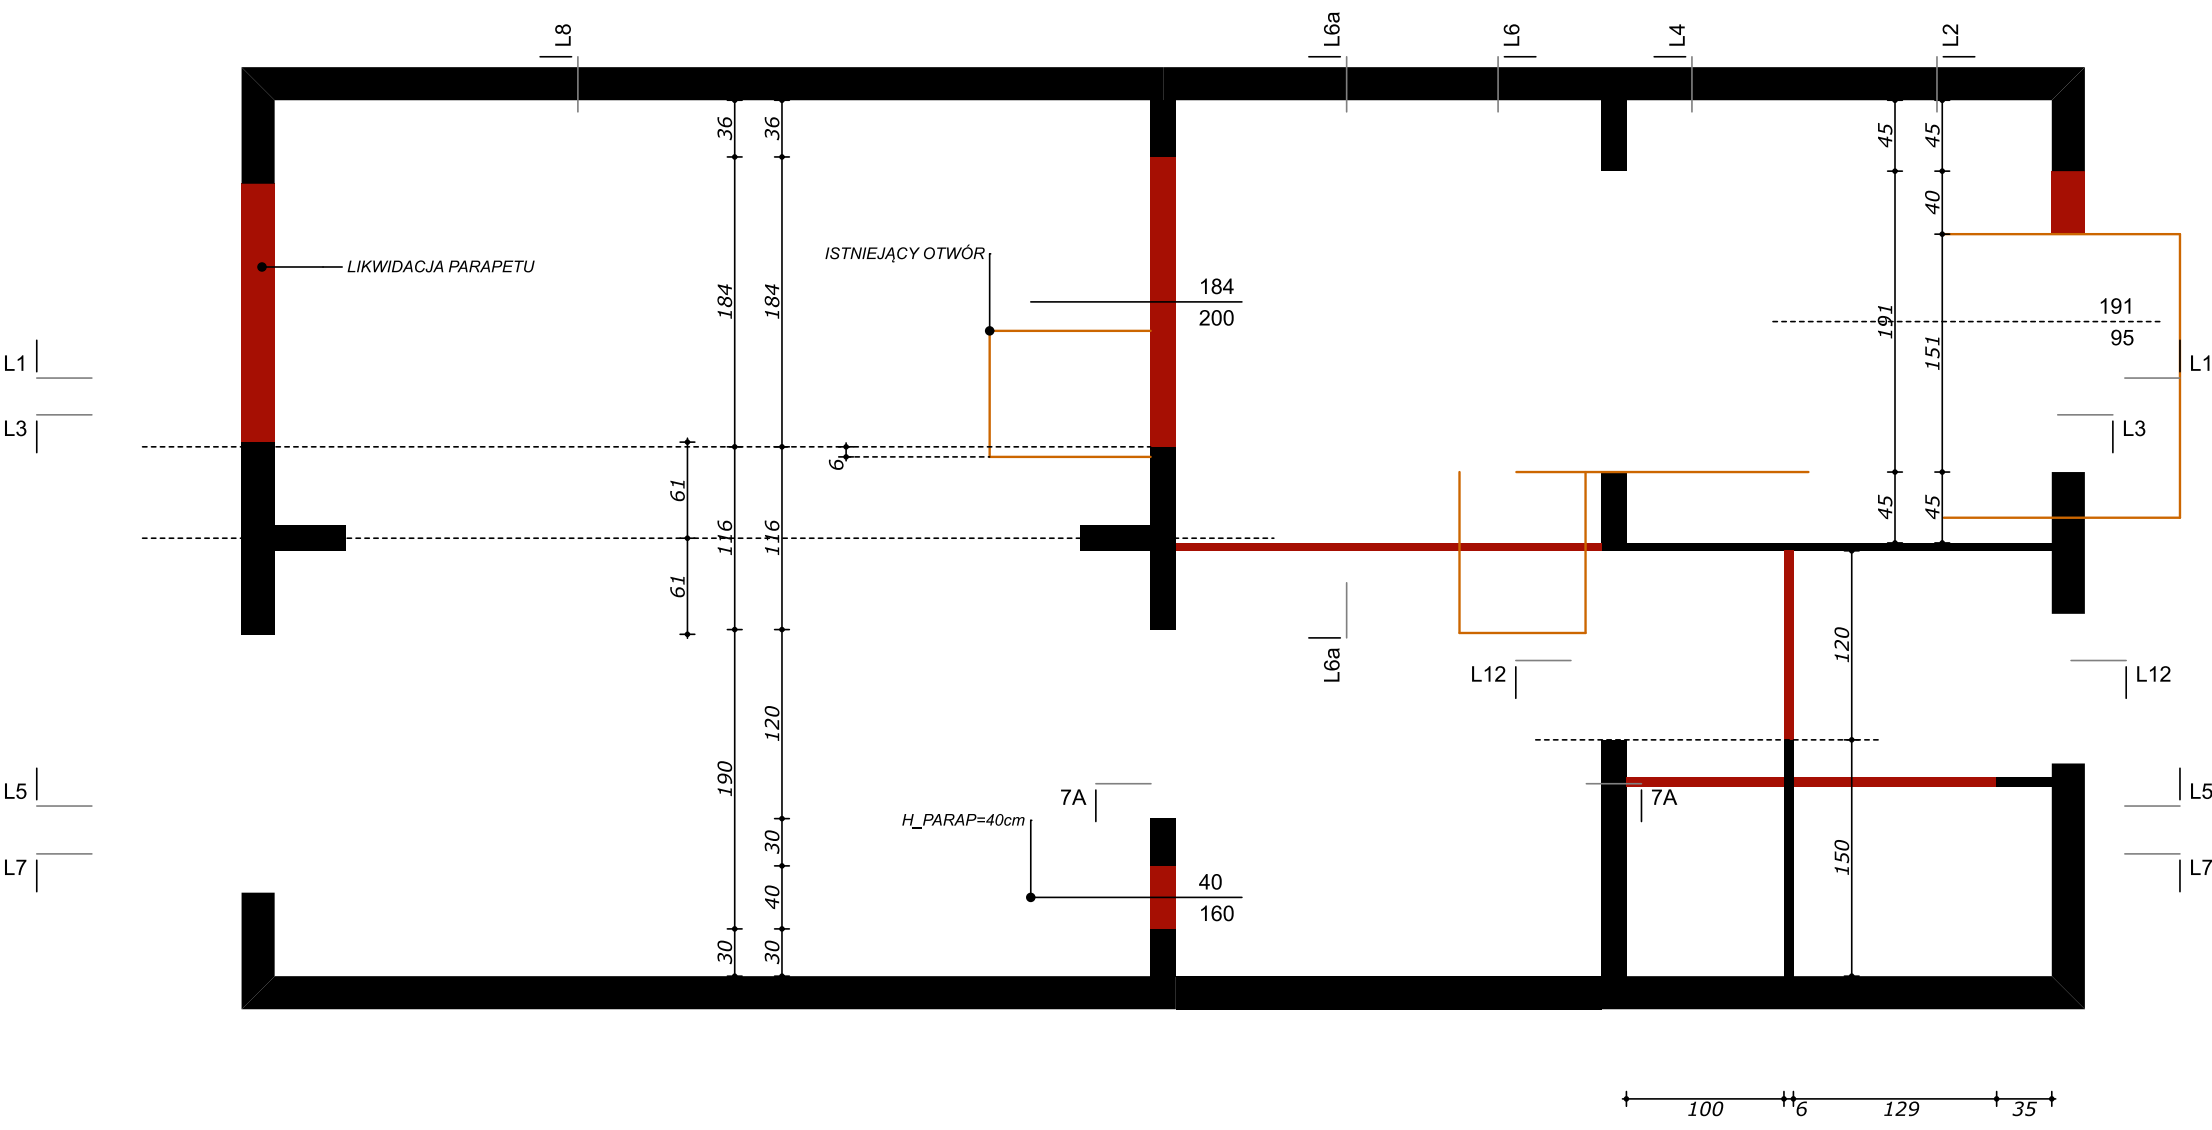 L8
L6a
L6
L4
L2
36
36
45
45
40
ISTNIEJĄCY OTWÓR
LIKWIDACJA PARAPETU
184
184
184
200
191
191
95
151
L1
L1
L3
L3
6
61
116
116
45
45
61
120
L6a
L12
L12
120
190
L5
L5
7A
7A
H_PARAP=40cm
30
150
L7
L7
40
40
160
30
30
100
6
129
35